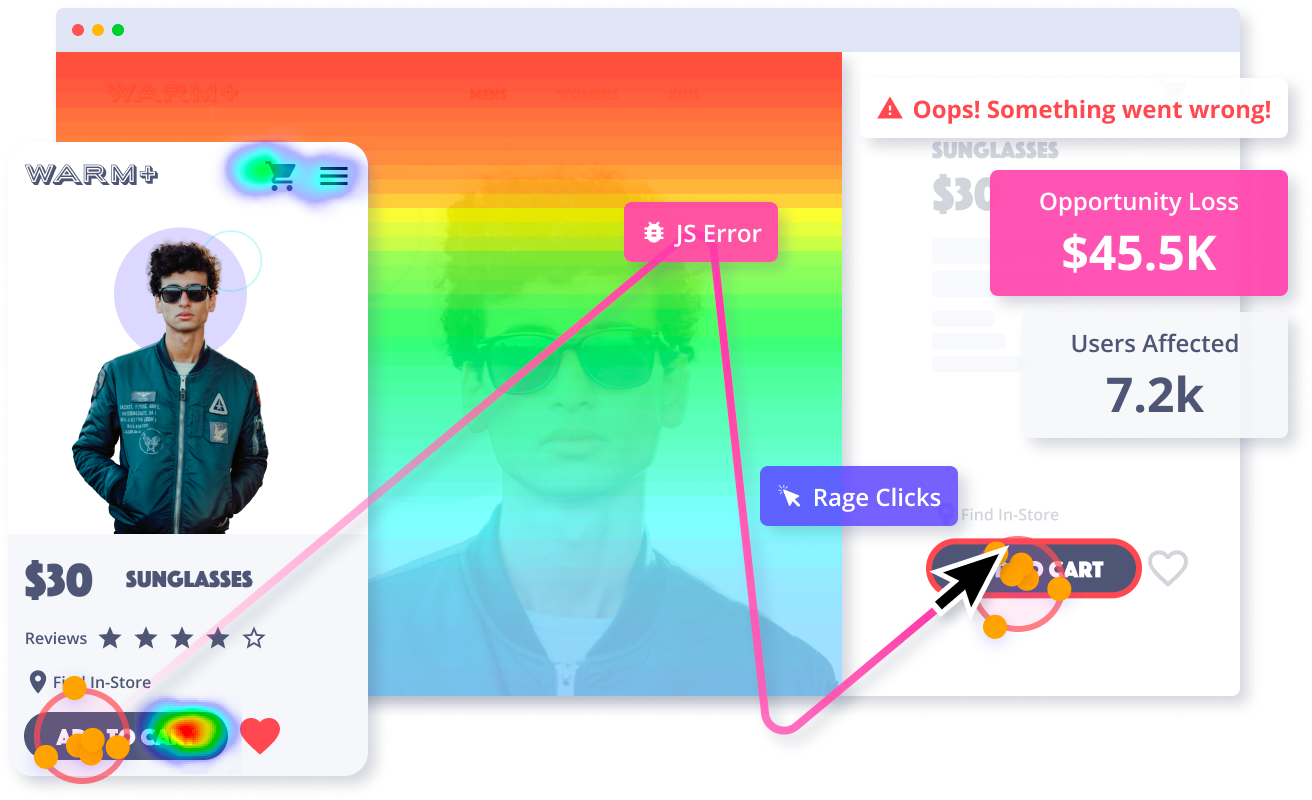 WARM+
MENS
WOMENS
KIDS
Oops! Something went wrong!
SUNGLASSES
$30
Opportunity Loss
$45.5K
Users Affected
7.2k
JS Error
Rage Clicks
Find In-Store
TO CART
WARM+
$30 SUNGLASSES
Reviews
Find In-Store
ADD TO CART